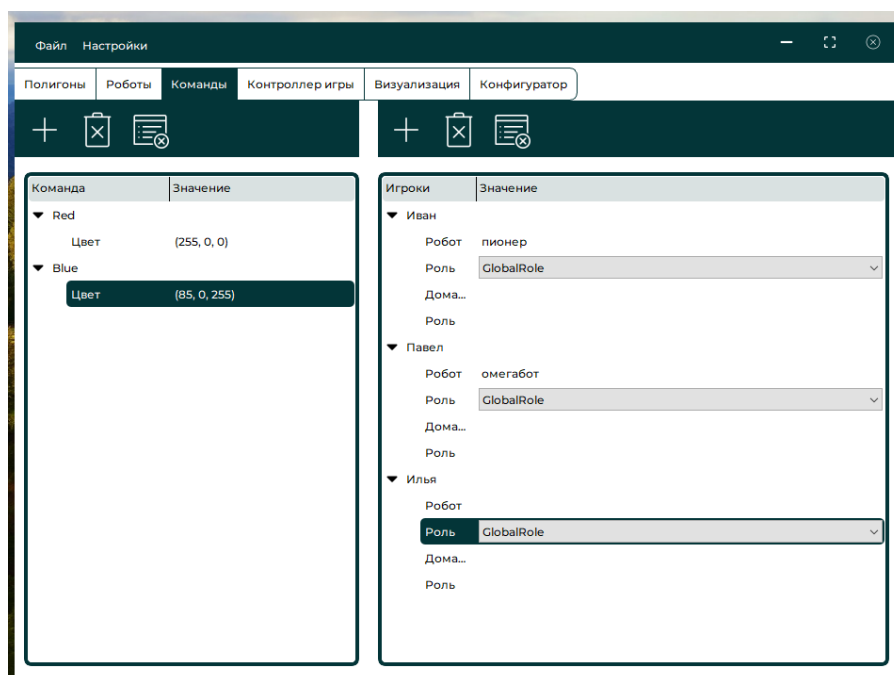 Файл Настройки
Полигоны Роботы Команды Контроллер игры Визуализация Конфигуратор
Команда Значение
Red
Цвет (255, 0, 0)
Blue
Цвет (85, 0, 255)
Игроки Значение
Иван
Робот пионер
Роль GlobalRole
Дома...
Роль
Павел
Робот омегабот
Роль GlobalRole
Дома...
Роль
Илья
Робот
Роль GlobalRole
Дома...
Роль